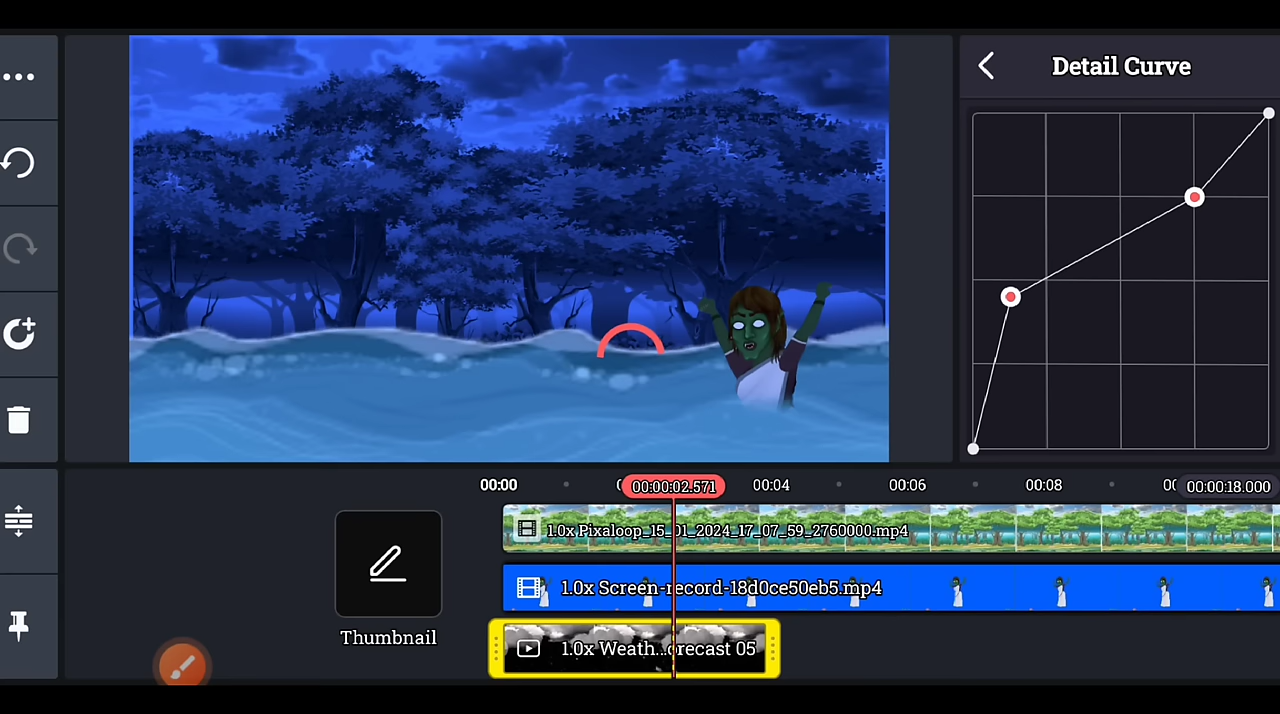 Detail Curve
00:00
00:00:02.571
00:04
00:06
00:08
00:00:18.000
1.0x Pixaloop_15_01_2024_17_07_59_2760000.mp4
1.0x Screen-record-18d0ce50eb5.mp4
1.0x Weath...orecast 05
Thumbnail